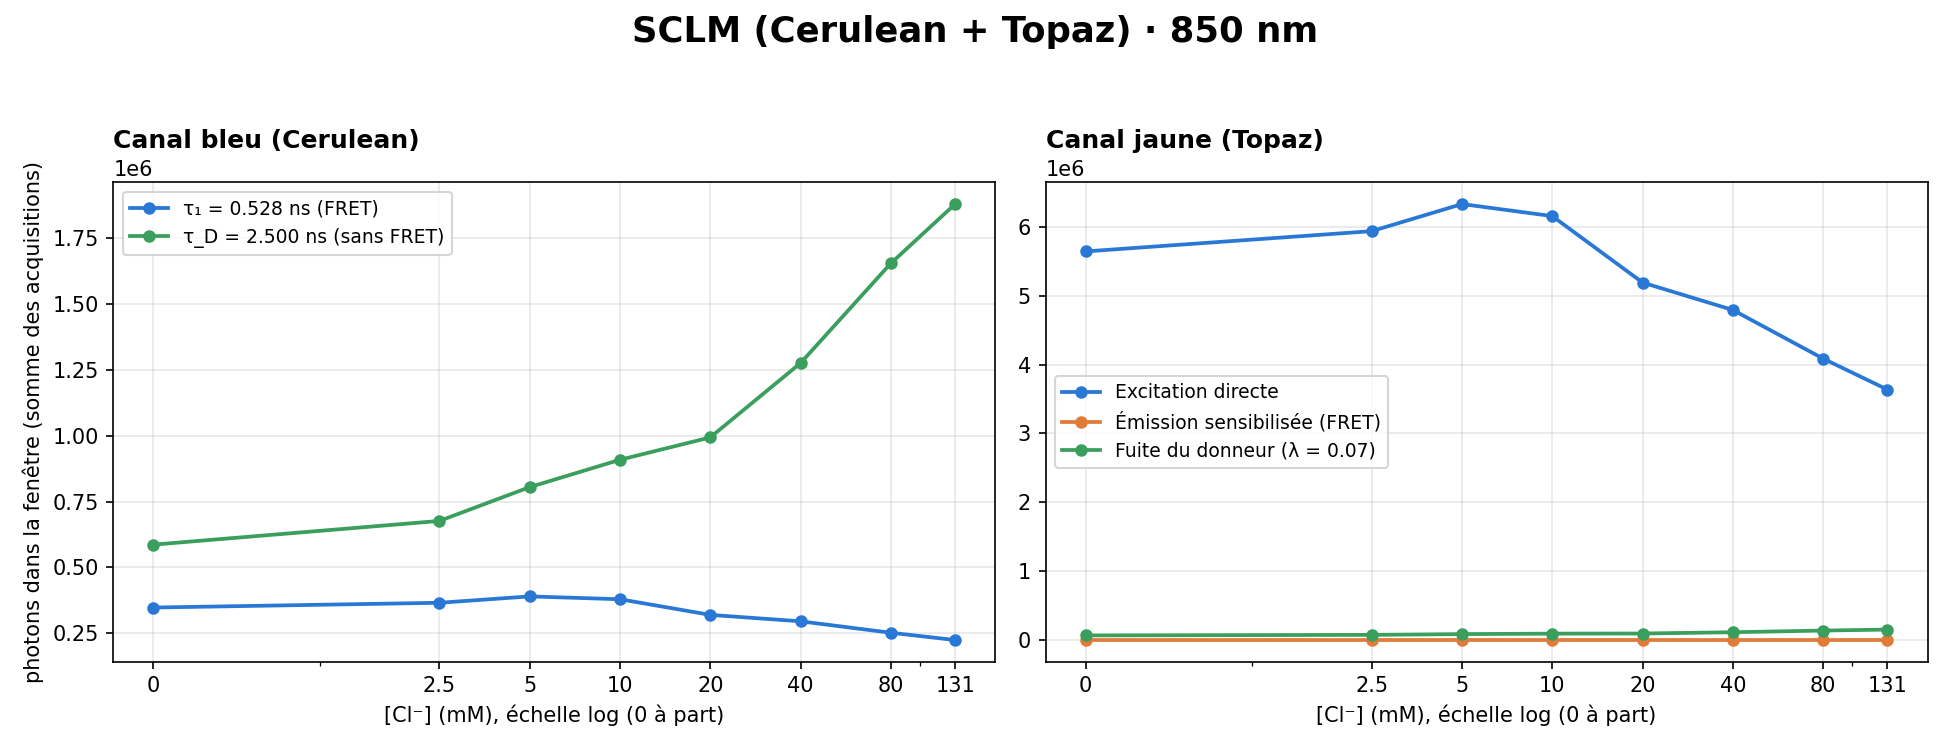 SCLM (Cerulean + Topaz) · 850 nm
Canal bleu (Cerulean)
1e6
photons dans la fenêtre (somme des acquisitions)
1.75
1.50
1.25
1.00
0.75
0.50
0.25
τ₁ = 0.528 ns (FRET)
τ_D = 2.500 ns (sans FRET)
0 2.5 5 10 20 40 80 131
[Cl⁻] (mM), échelle log (0 à part)
Canal jaune (Topaz)
1e6
6
5
4
3
2
1
0
Excitation directe
Émission sensibilisée (FRET)
Fuite du donneur (λ = 0.07)
0 2.5 5 10 20 40 80 131
[Cl⁻] (mM), échelle log (0 à part)